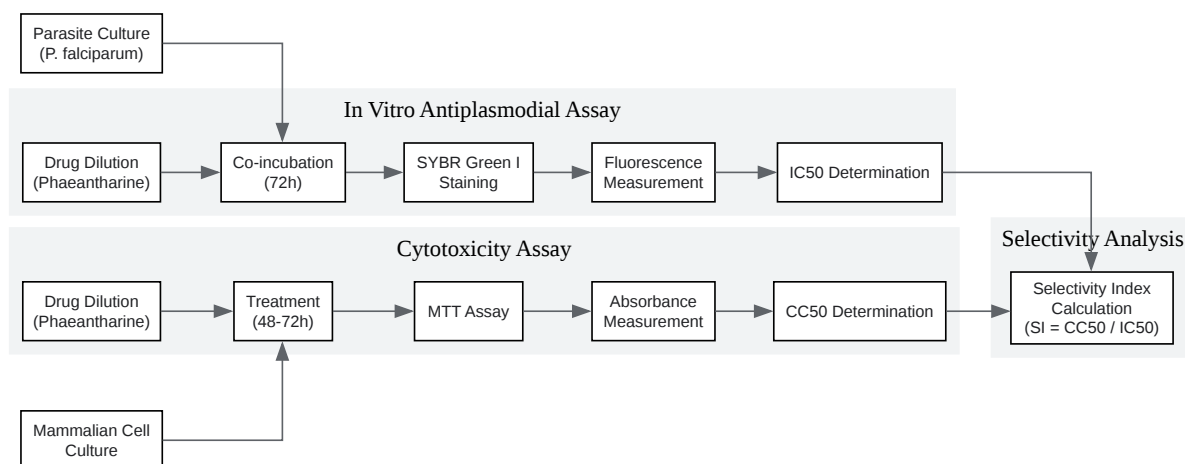 Parasite Culture
(P. falciparum)
In Vitro Antiplasmodial Assay
Drug Dilution
(Phaeantharine)
Co-incubation
(72h)
SYBR Green I
Staining
Fluorescence
Measurement
IC50 Determination
Cytotoxicity Assay
Drug Dilution
(Phaeantharine)
Treatment
(48-72h)
MTT Assay
Absorbance
Measurement
CC50 Determination
Selectivity Analysis
Selectivity Index
Calculation
(SI = CC50 / IC50)
Mammalian Cell
Culture